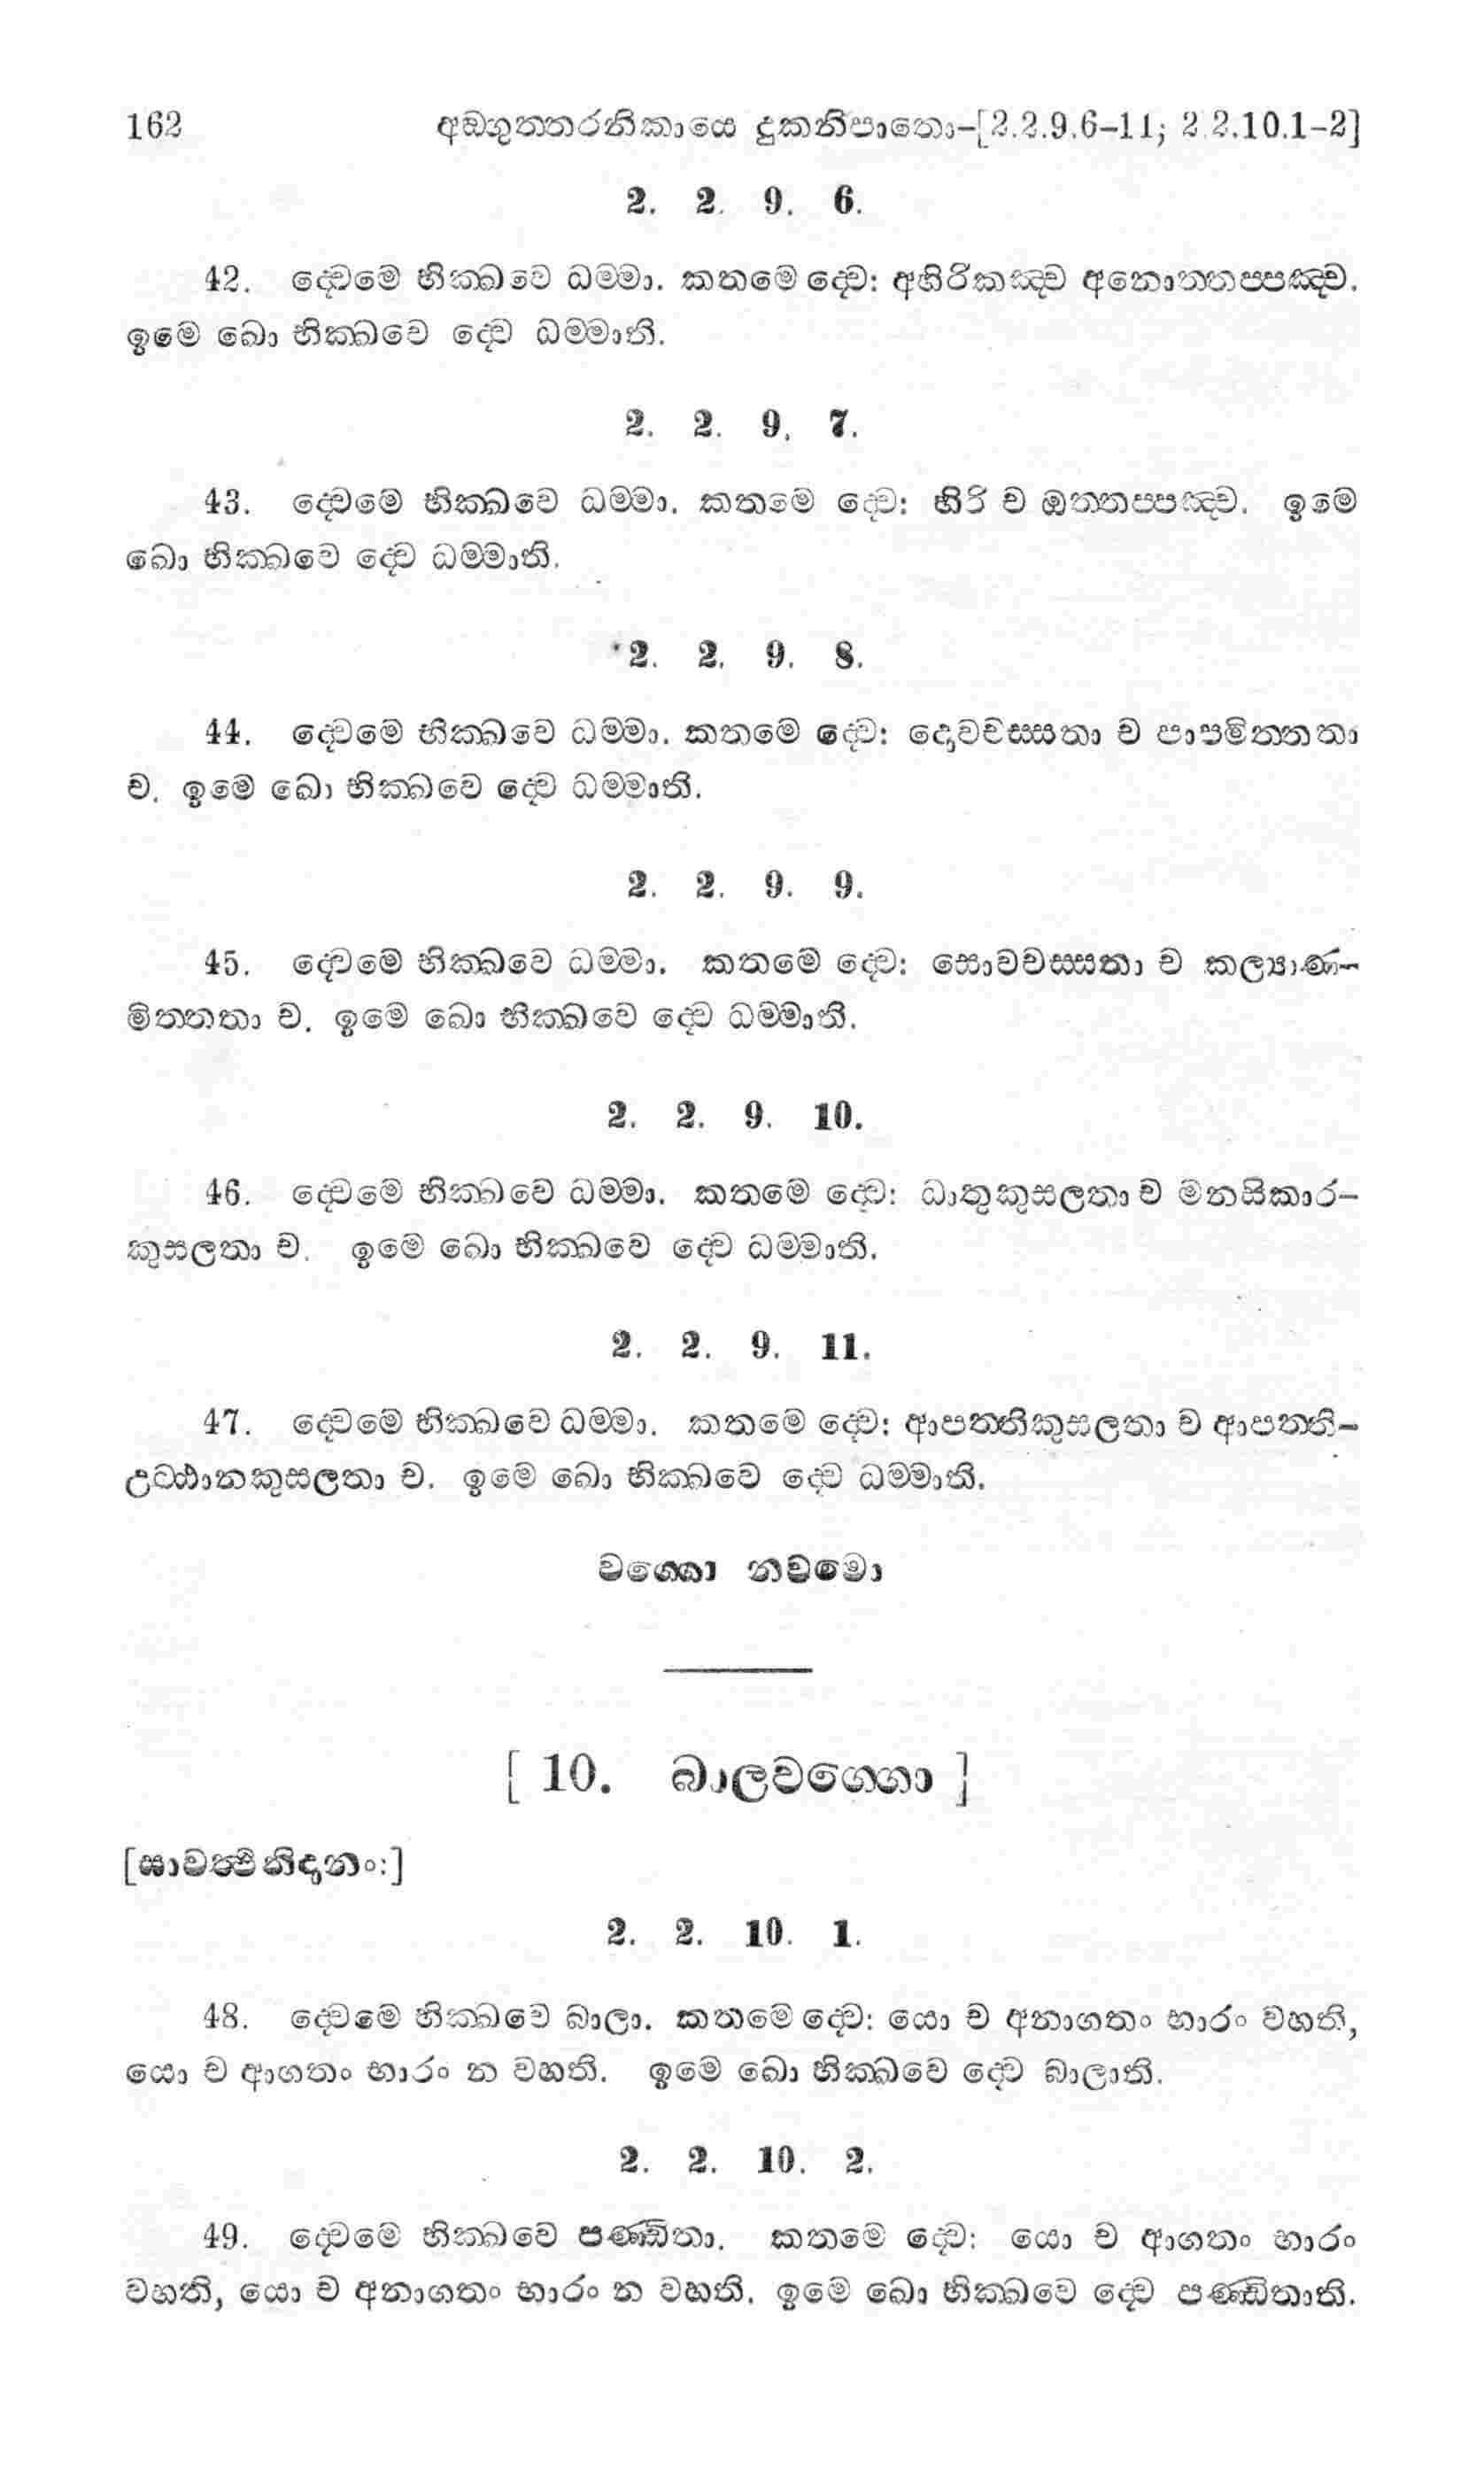 162 අඞ්ගුත්තරනිකායෙ දුකනිපාතො-[2.2.9.6-11; 2.2.10.1-2]
2. 2. 9. 6.
42. ද්වෙමෙ භික්ඛවෙ ධම්මා. කතමෙ ද්වෙ: අහිරිකඤ්ච අනොත්තප්පඤ්ච.
ඉමෙ ඛො භික්ඛවෙ ද්වෙ ධම්මාති.
2. 2. 9. 7.
43. ද්වෙමෙ භික්ඛවෙ ධම්මා. කතමෙ ද්වෙ: හිරි ච ඔත්තප්පඤ්ච. ඉමෙ
ඛො භික්ඛවෙ ද්වෙ ධම්මාති.
2. 2. 9. 8.
44. ද්වෙමෙ භික්ඛවෙ ධම්මා. කතමෙ ද්වෙ: දොවචස්සතා ච පාපමිත්තතා
ච. ඉමෙ ඛො භික්ඛවෙ ද්වෙ ධම්මාති.
2. 2. 9. 9.
45. ද්වෙමෙ භික්ඛවෙ ධම්මා. කතමෙ ද්වෙ: සොවචස්සතා ච කල්‍යාණ-
මිත්තතා ච. ඉමෙ ඛො භික්ඛවෙ ද්වෙ ධම්මාති.
2. 2. 9. 10.
46. ද්වෙමෙ භික්ඛවෙ ධම්මා. කතමෙ ද්වෙ: ධාතුකුසලතා ච මනසිකාර-
කුසලතා ච. ඉමෙ ඛො භික්ඛවෙ ද්වෙ ධම්මාති.
2. 2. 9. 11.
47. ද්වෙමෙ භික්ඛවෙ ධම්මා. කතමෙ ද්වෙ: ආපත්තිකුසලතා ච ආපත්ති-
උට්ඨානකුසලතා ච. ඉමෙ ඛො භික්ඛවෙ ද්වෙ ධම්මාති.
වග්ගො නවමො
[ 10. බාලවග්ගො ]
[සාවත්ථිනිදානං:]
2. 2. 10. 1.
48. ද්වෙමෙ භික්ඛවෙ බාලා. කතමෙ ද්වෙ: යො ච අනාගතං භාරං වහති,
යො ච ආගතං භාරං න වහති. ඉමෙ ඛො භික්ඛවෙ ද්වෙ බාලාති.
2. 2. 10. 2.
49. ද්වෙමෙ භික්ඛවෙ පණ්ඩිතා. කතමෙ ද්වෙ: යො ච ආගතං භාරං
වහති, යො ච අනාගතං භාරං න වහති. ඉමෙ ඛො භික්ඛවෙ ද්වෙ පණ්ඩිතාති.